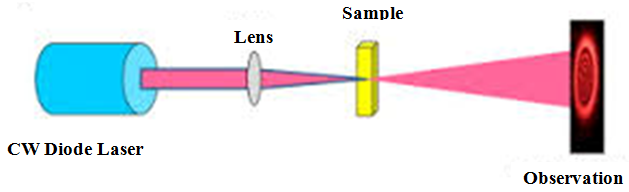 Sample
Lens
CW Diode Laser
Observation